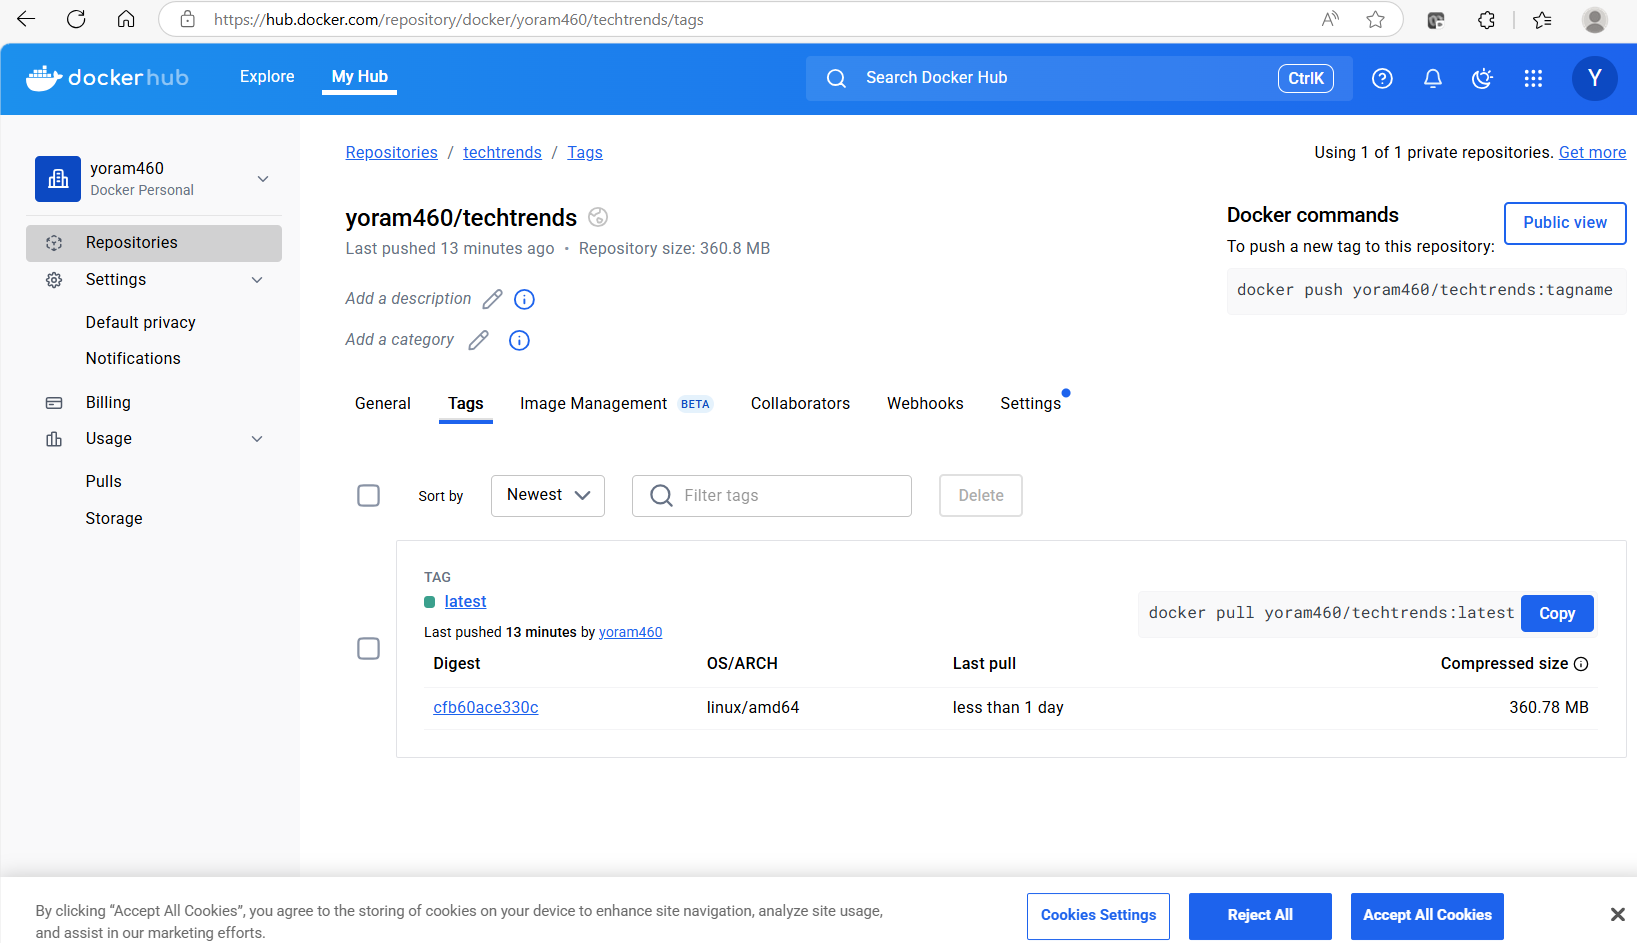 https://hub.docker.com/repository/docker/yoram460/techtrends/tags
dockerhub
Explore
My Hub
Search Docker Hub
CtrlK
Y
yoram460
Docker Personal
Repositories
Settings
Default privacy
Notifications
Billing
Usage
Pulls
Storage
Repositories / techtrends / Tags
Using 1 of 1 private repositories. Get more
yoram460/techtrends
Last pushed 13 minutes ago • Repository size: 360.8 MB
Add a description
Add a category
Docker commands
Public view
To push a new tag to this repository:
docker push yoram460/techtrends:tagname
General
Tags
Image Management BETA
Collaborators
Webhooks
Settings
Sort by
Newest
Filter tags
Delete
TAG
latest
Last pushed 13 minutes by yoram460
docker pull yoram460/techtrends:latest
Copy
Digest OS/ARCH Last pull Compressed size
cfb60ace330c linux/amd64 less than 1 day 360.78 MB
By clicking “Accept All Cookies”, you agree to the storing of cookies on your device to enhance site navigation, analyze site usage,
and assist in our marketing efforts.
Cookies Settings
Reject All
Accept All Cookies